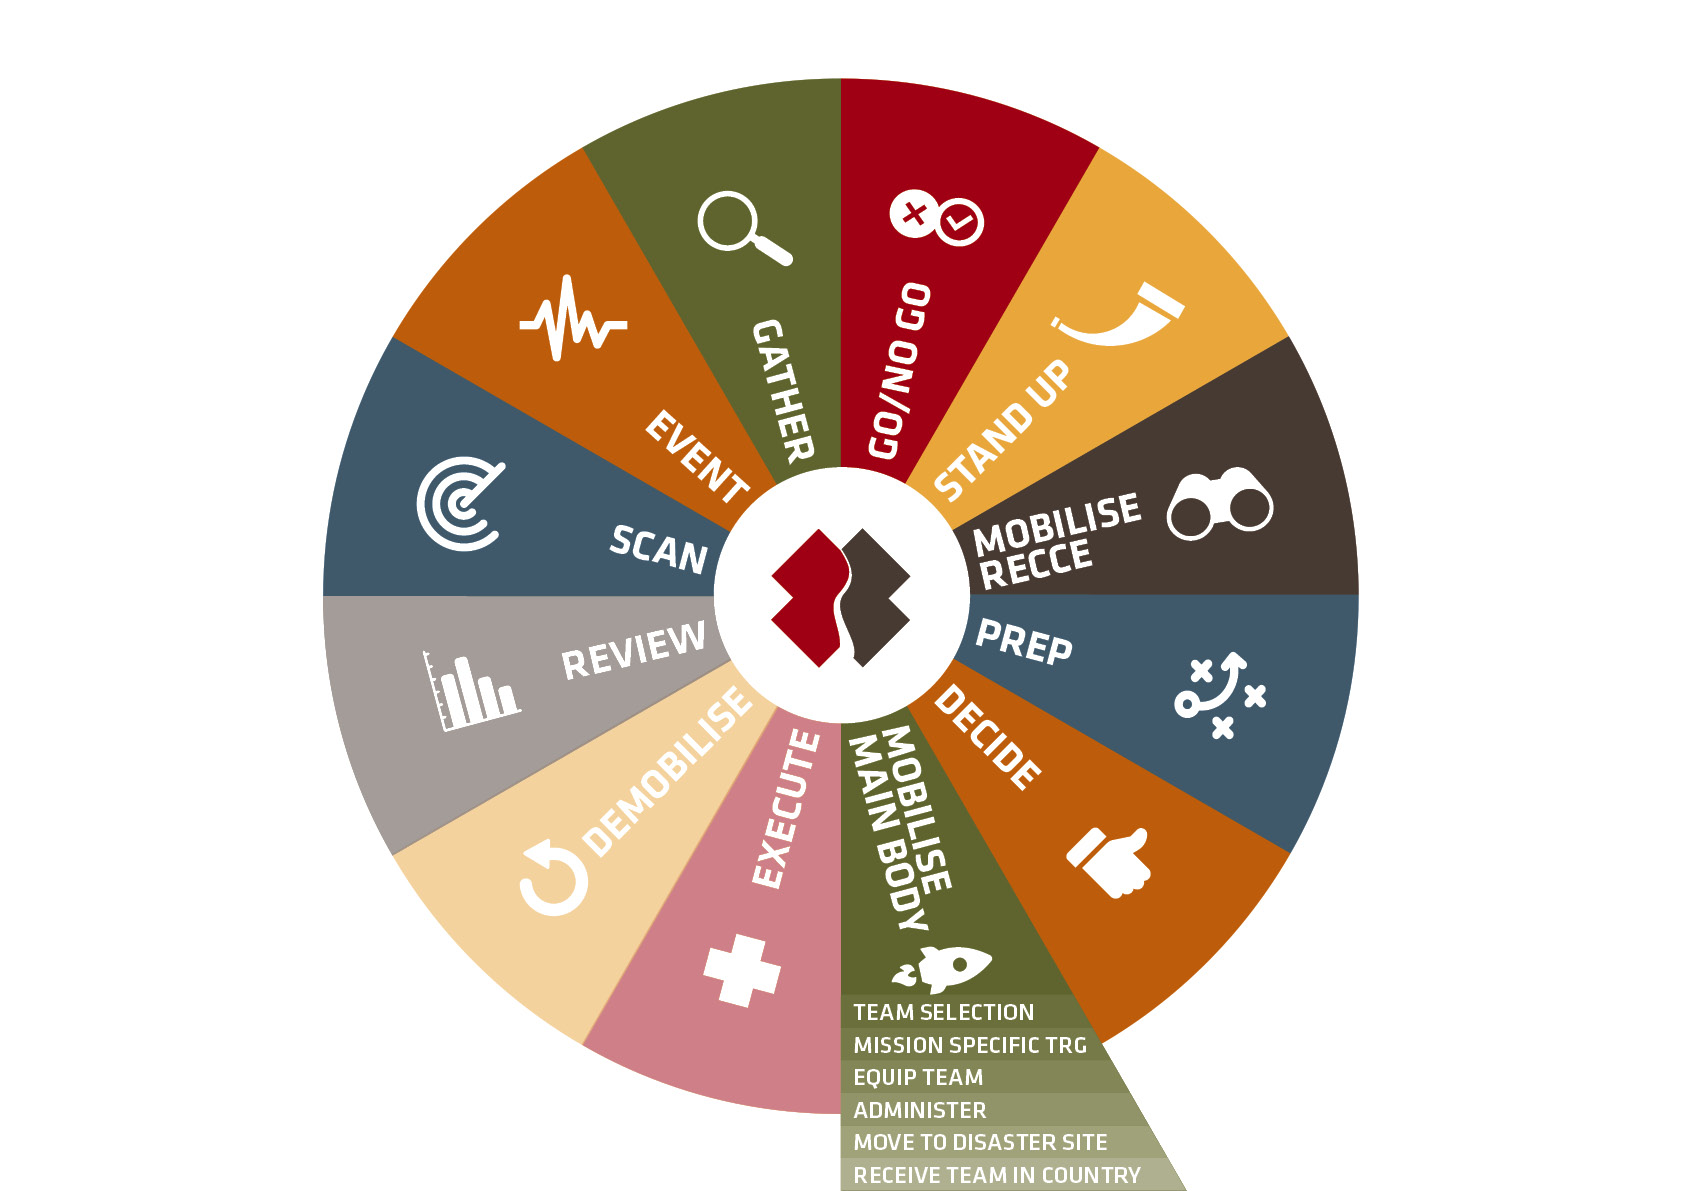 GO/NO GO
STAND UP
MOBILISE
RECCE
PREP
DECIDE
MOBILISE
MAIN BODY
TEAM SELECTION
MISSION SPECIFIC TRG
EQUIP TEAM
ADMINISTER
MOVE TO DISASTER SITE
RECEIVE TEAM IN COUNTRY
EXECUTE
DEMOBILISE
REVIEW
SCAN
EVENT
GATHER